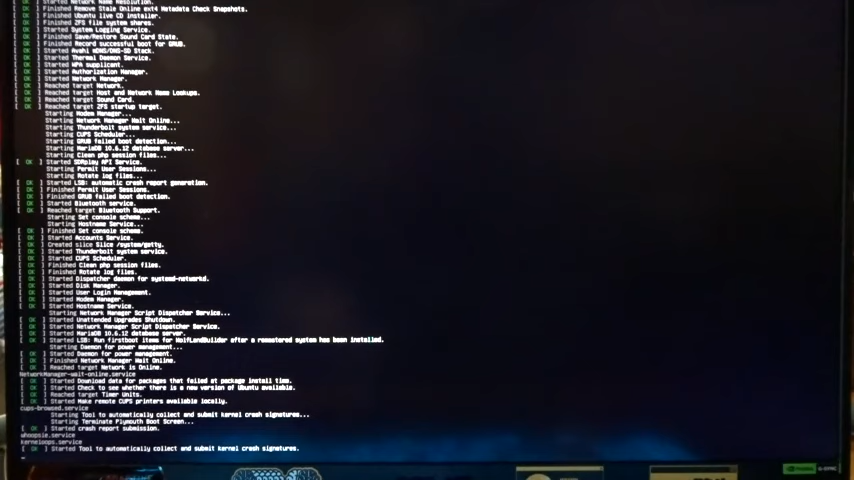 Started Network Name Resolution.
[ OK ] Finished Remove Stale Online ext4 Metadata Check Snapshots.
[ OK ] Finished Ubuntu live CD installer.
[ OK ] Finished ZFS file system shares.
[ OK ] Started System Logging Service.
[ OK ] Finished Save/Restore Sound Card State.
[ OK ] Finished Record successful boot for GRUB.
[ OK ] Started Avahi mDNS/DNS-SD Stack.
[ OK ] Started Thermal Daemon Service.
[ OK ] Started WPA supplicant.
[ OK ] Started Authorization Manager.
[ OK ] Started Network Manager.
[ OK ] Reached target Network.
[ OK ] Reached target Host and Network Name Lookups.
[ OK ] Reached target Sound Card.
[ OK ] Reached target ZFS startup target.
Starting Modem Manager...
Starting Network Manager Wait Online...
Starting Thunderbolt system service...
Starting CUPS Scheduler...
Starting GRUB failed boot detection...
Starting MariaDB 10.6.12 database server...
Starting Clean php session files...
[ OK ] Started SDRplay API Service.
Starting Permit User Sessions...
Starting Rotate log files...
[ OK ] Started LSB: automatic crash report generation.
[ OK ] Finished Permit User Sessions.
[ OK ] Finished GRUB failed boot detection.
[ OK ] Started Bluetooth service.
[ OK ] Reached target Bluetooth Support.
Starting Set console scheme...
Starting Hostname Service...
[ OK ] Finished Set console scheme.
[ OK ] Started Accounts Service.
[ OK ] Created slice Slice /system/getty.
[ OK ] Started Thunderbolt system service.
[ OK ] Started CUPS Scheduler.
[ OK ] Finished Clean php session files.
[ OK ] Finished Rotate log files.
[ OK ] Started Dispatcher daemon for systemd-networkd.
[ OK ] Started Disk Manager.
[ OK ] Started User Login Management.
[ OK ] Started Modem Manager.
[ OK ] Started Hostname Service.
Starting Network Manager Script Dispatcher Service...
[ OK ] Started Unattended Upgrades Shutdown.
[ OK ] Started Network Manager Script Dispatcher Service.
[ OK ] Started MariaDB 10.6.12 database server.
[ OK ] Started LSB: Run firstboot items for WolfLandBuilder after a remastered system has been installed.
Starting Daemon for power management...
[ OK ] Started Daemon for power management.
[ OK ] Finished Network Manager Wait Online.
[ OK ] Reached target Network is Online.
NetworkManager-wait-online.service
[ OK ] Started Download data for packages that failed at package install time.
[ OK ] Started Check to see whether there is a new version of Ubuntu available.
[ OK ] Reached target Timer Units.
[ OK ] Started Make remote CUPS printers available locally.
cups-browsed.service
Starting Tool to automatically collect and submit kernel crash signatures...
Starting Terminate Plymouth Boot Screen...
[ OK ] Started crash report submission.
whoopsie.service
kerneloops.service
[ OK ] Started Tool to automatically collect and submit kernel crash signatures.
G-SYNC